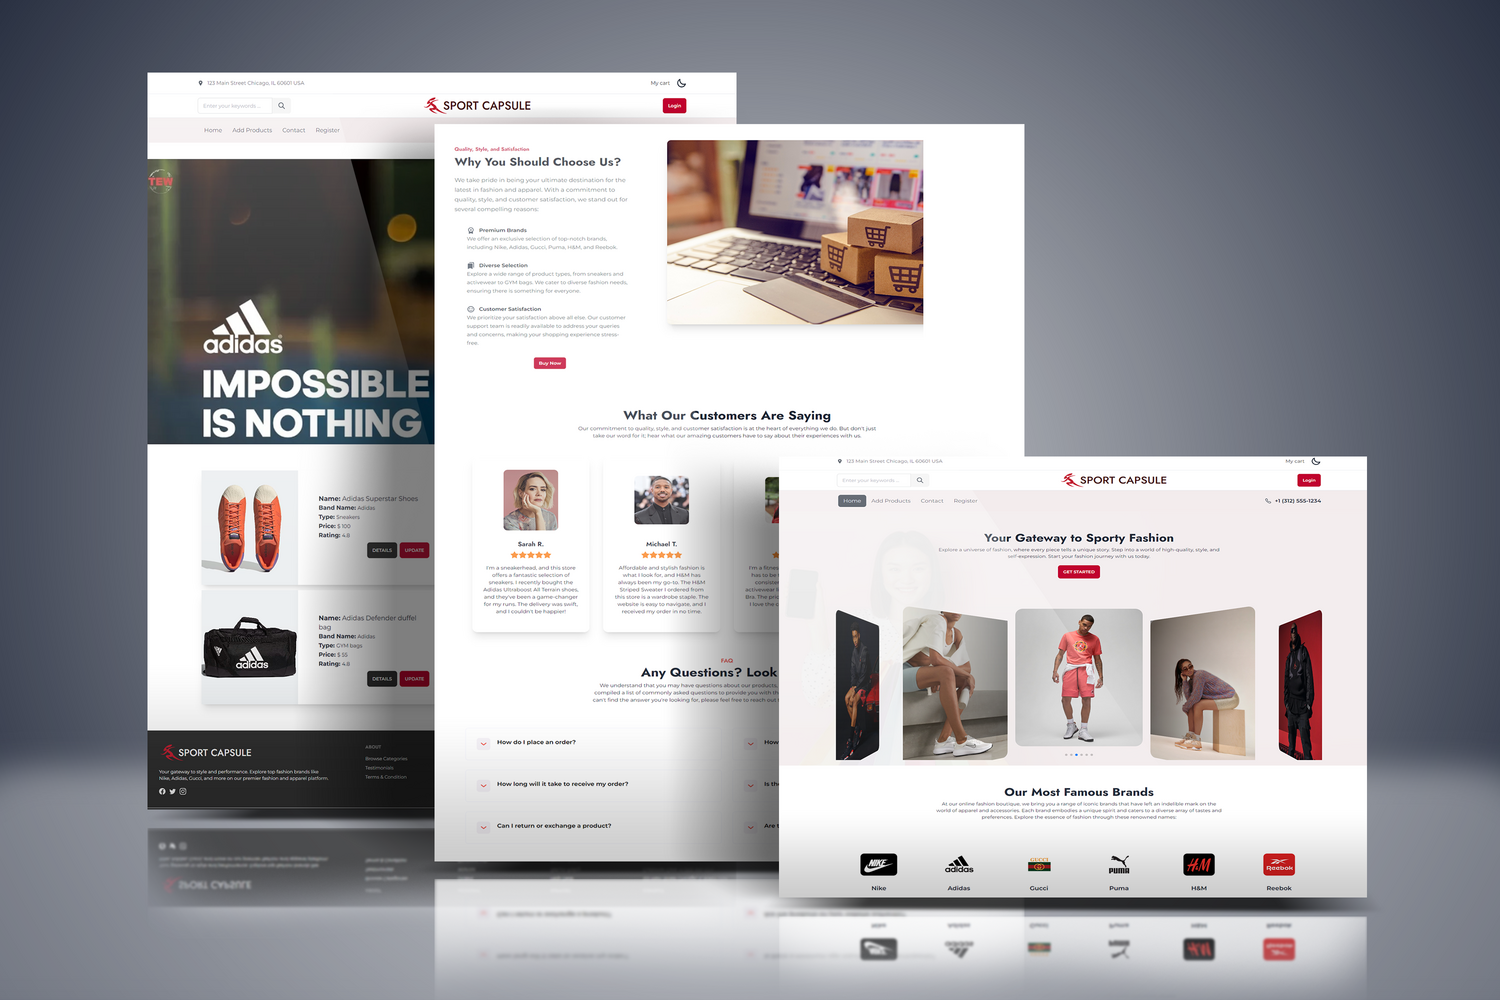 123 Main Street Chicago, IL 60601 USA
My cart
Enter your keywords ...
SPORT CAPSULE
Login
Home
Add Products
Contact
Register
adidas
IMPOSSIBLE
IS NOTHING
Name: Adidas Superstar Shoes
Band Name: Adidas
Type: Sneakers
Price: $ 100
Rating: 4.8
DETAILS
UPDATE
adidas
Name: Adidas Defender duffel
bag
Band Name: Adidas
Type: GYM bags
Price: $ 55
Rating: 4.8
DETAILS
UPDATE
SPORT CAPSULE
Your gateway to style and performance. Explore top fashion brands like
Nike, Adidas, Gucci, and more on our premier fashion and apparel platform.
ABOUT
Browse Categories
Testimonials
Terms & Condition
Quality, Style, and Satisfaction
Why You Should Choose Us?
We take pride in being your ultimate destination for the
latest in fashion and apparel. With a commitment to
quality, style, and customer satisfaction, we stand out for
several compelling reasons:
Premium Brands
We offer an exclusive selection of top-notch brands,
including Nike, Adidas, Gucci, Puma, H&M, and Reebok.
Diverse Selection
Explore a wide range of product types, from sneakers and
activewear to GYM bags. We cater to diverse fashion needs,
ensuring there is something for everyone.
Customer Satisfaction
We prioritize your satisfaction above all else. Our customer
support team is readily available to address your queries
and concerns, making your shopping experience stress-
free.
Buy Now
What Our Customers Are Saying
Our commitment to quality, style, and customer satisfaction is at the heart of everything we do. But don't just
take our word for it; hear what our amazing customers have to say about their experiences with us.
Sarah R.
I'm a sneakerhead, and this store
offers a fantastic selection of
sneakers. I recently bought the
Adidas Ultraboost All Terrain shoes,
and they've been a game-changer
for my runs. The delivery was swift,
and I couldn't be happier!
Michael T.
Affordable and stylish fashion is
what I look for, and H&M has
always been my go-to. The H&M
Striped Sweater I ordered from
this store is a wardrobe staple. The
website is easy to navigate, and I
received my order in no time.
I'm a fitne
has to be
consisten
activewear
Bra. The pri
I love the c
FAQ
Any Questions? Look
We understand that you may have questions about our products,
compiled a list of commonly asked questions to provide you with th
can't find the answer you're looking for, please feel free to reach out
How do I place an order?
How
How long will it take to receive my order?
Is the
Can I return or exchange a product?
Are t
123 Main Street Chicago, IL 60601 USA
My cart
Enter your keywords ...
SPORT CAPSULE
Login
Home
Add Products
Contact
Register
+1 (312) 555-1234
Your Gateway to Sporty Fashion
Explore a universe of fashion, where every piece tells a unique story. Step into a world of high-quality, style, and
self-expression. Start your fashion journey with us today.
GET STARTED
Our Most Famous Brands
At our online fashion boutique, we bring you a range of iconic brands that have left an indelible mark on the
world of apparel and accessories. Each brand embodies a unique spirit and caters to a diverse array of tastes and
preferences. Explore the essence of fashion through these renowned names:
NIKE
adidas
GUCCI
PUMA
H&M
Reebok
Nike
Adidas
Gucci
Puma
H&M
Reebok